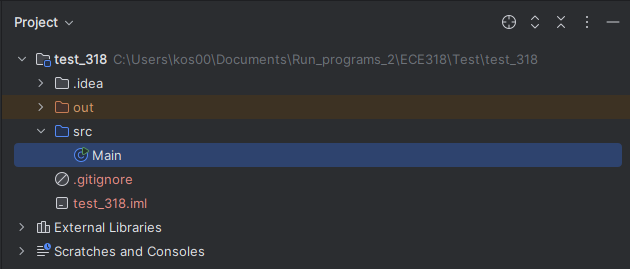 Project
test_318 C:\Users\kos00\Documents\Run_programs_2\ECE318\Test\test_318
.idea
out
src
Main
.gitignore
test_318.iml
External Libraries
Scratches and Consoles